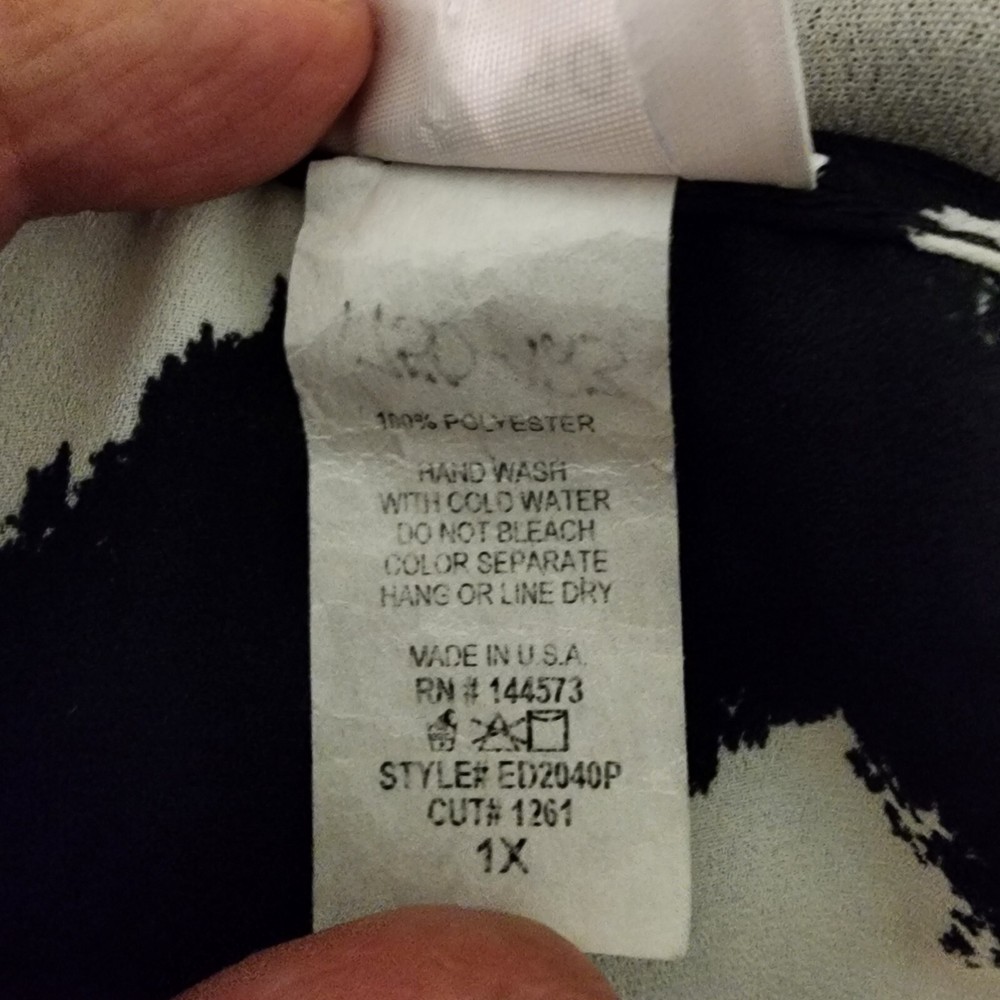 100% POLYESTER
HAND WASH
WITH COLD WATER
DO NOT BLEACH
COLOR SEPARATE
HANG OR LINE DRY
MADE IN U.S.A.
RN # 144573
STYLE# ED2040P
CUT# 1261
1X